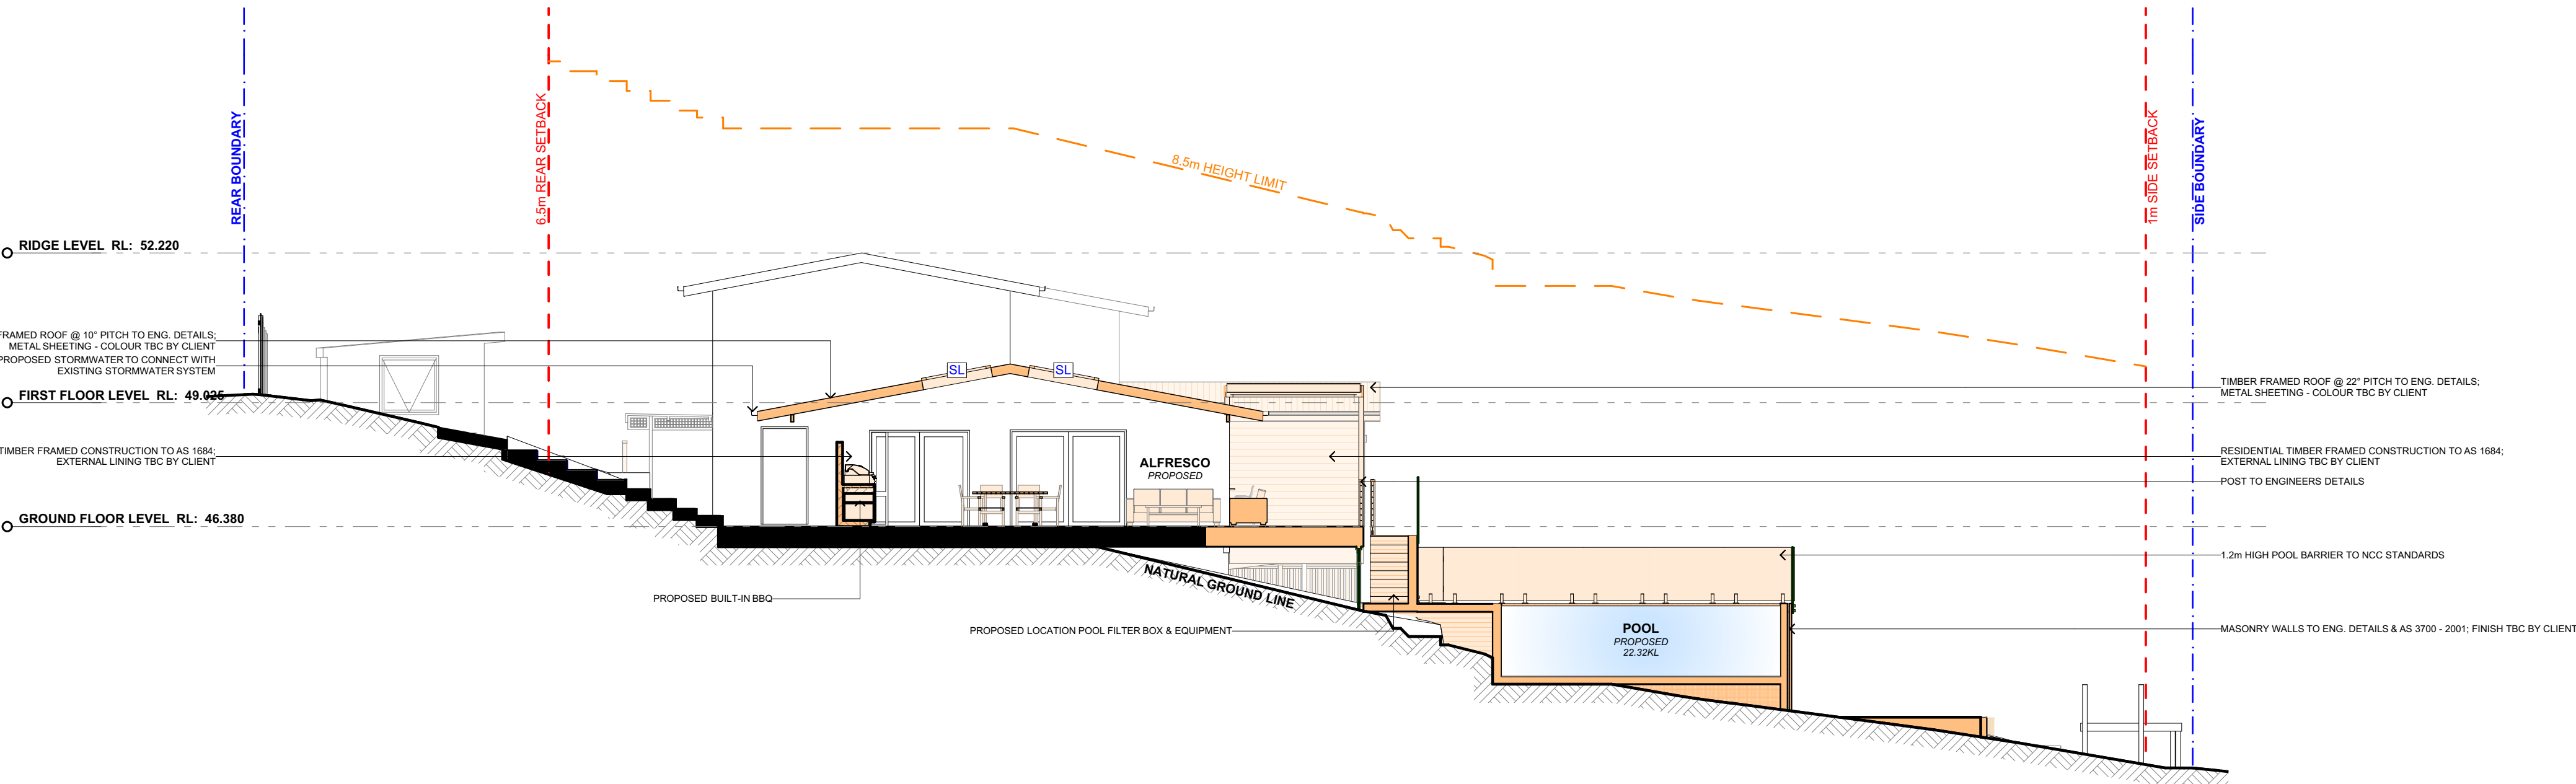 REAR BOUNDARY
6.5m REAR SETBACK
8.5m HEIGHT LIMIT
1m SIDE SETBACK
SIDE BOUNDARY
RIDGE LEVEL RL: 52.220
FRAMED ROOF @ 10° PITCH TO ENG. DETAILS;
METAL SHEETING - COLOUR TBC BY CLIENT
PROPOSED STORMWATER TO CONNECT WITH
EXISTING STORMWATER SYSTEM
FIRST FLOOR LEVEL RL: 49.025
TIMBER FRAMED CONSTRUCTION TO AS 1684;
EXTERNAL LINING TBC BY CLIENT
GROUND FLOOR LEVEL RL: 46.380
SL
SL
ALFRESCO
PROPOSED
TIMBER FRAMED ROOF @ 22° PITCH TO ENG. DETAILS;
METAL SHEETING - COLOUR TBC BY CLIENT
RESIDENTIAL TIMBER FRAMED CONSTRUCTION TO AS 1684;
EXTERNAL LINING TBC BY CLIENT
POST TO ENGINEERS DETAILS
1.2m HIGH POOL BARRIER TO NCC STANDARDS
NATURAL GROUND LINE
PROPOSED BUILT-IN BBQ
PROPOSED LOCATION POOL FILTER BOX & EQUIPMENT
POOL
PROPOSED
22.32KL
MASONRY WALLS TO ENG. DETAILS & AS 3700 - 2001; FINISH TBC BY CLIENT